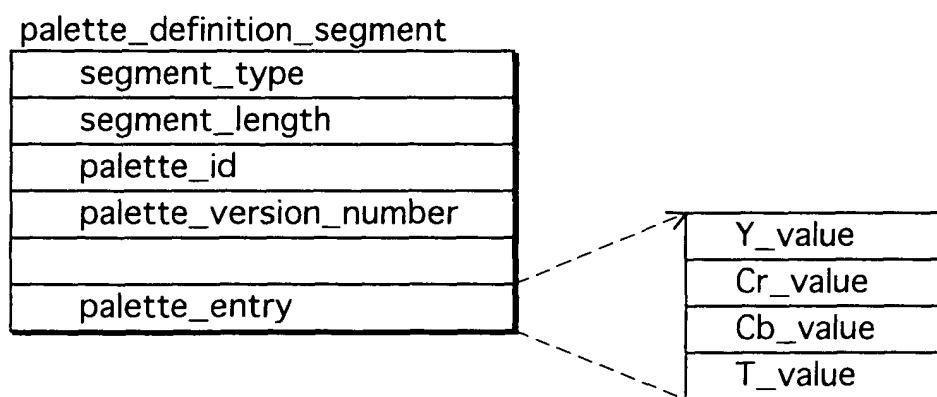 palette_definition_segment
segment_type
segment_length
palette_id
palette_version_number
palette_entry
Y_value
Cr_value
Cb_value
T_value